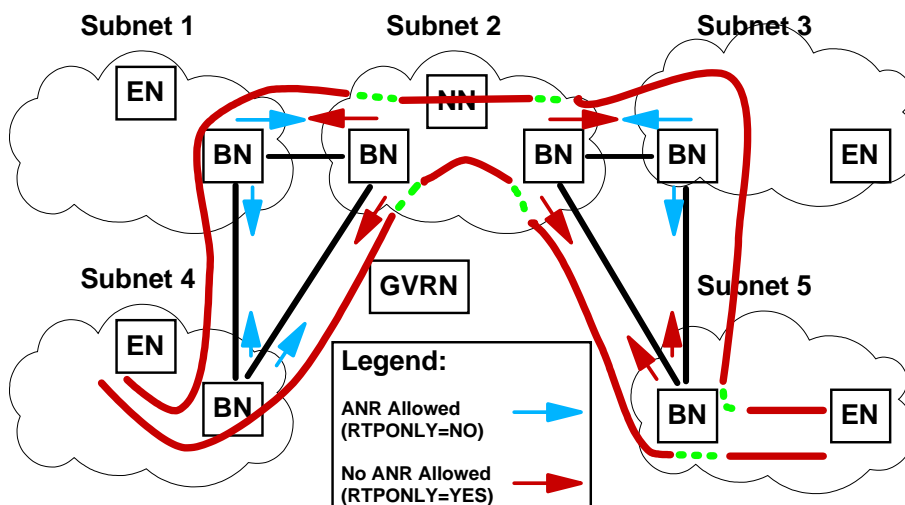 Subnet 1
Subnet 2
Subnet 3
EN
NN
BN
BN
BN
BN
EN
Subnet 4
GVRN
Subnet 5
EN
BN
BN
EN
Legend:
ANR Allowed
(RTPONLY=NO)
No ANR Allowed
(RTPONLY=YES)